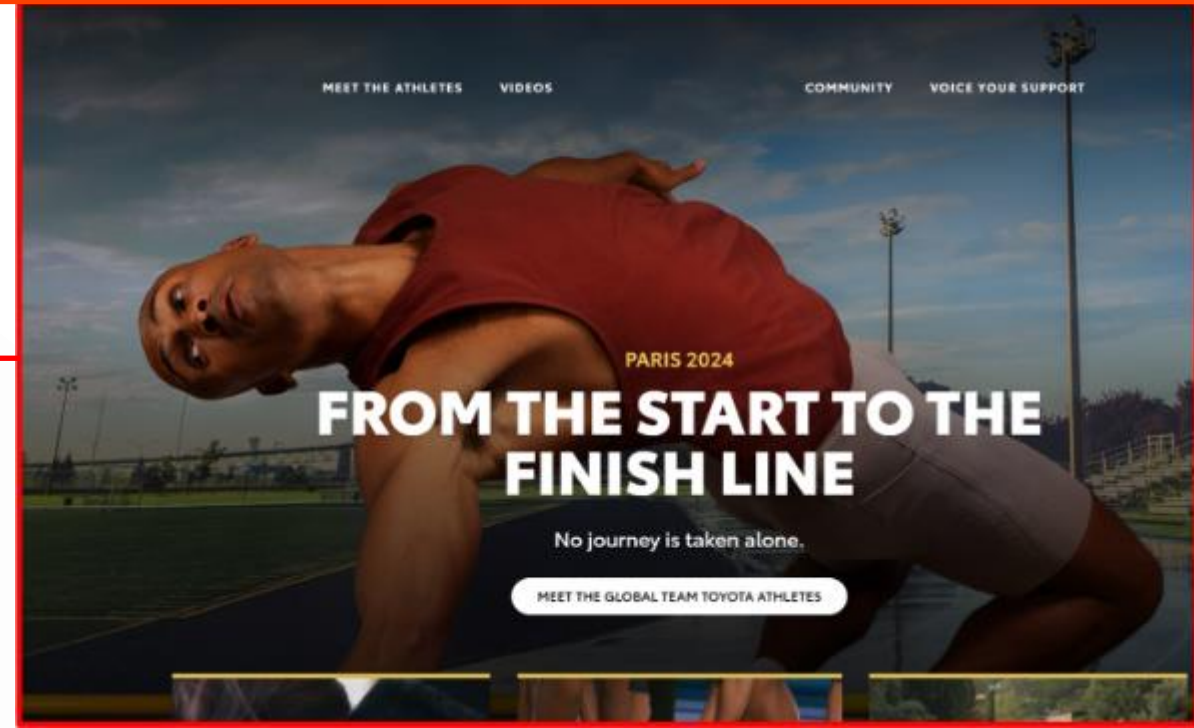 MEET THE ATHLETES
VIDEOS
COMMUNITY
VOICE YOUR SUPPORT
PARIS 2024
FROM THE START TO THE
FINISH LINE
No journey is taken alone.
MEET THE GLOBAL TEAM TOYOTA ATHLETES